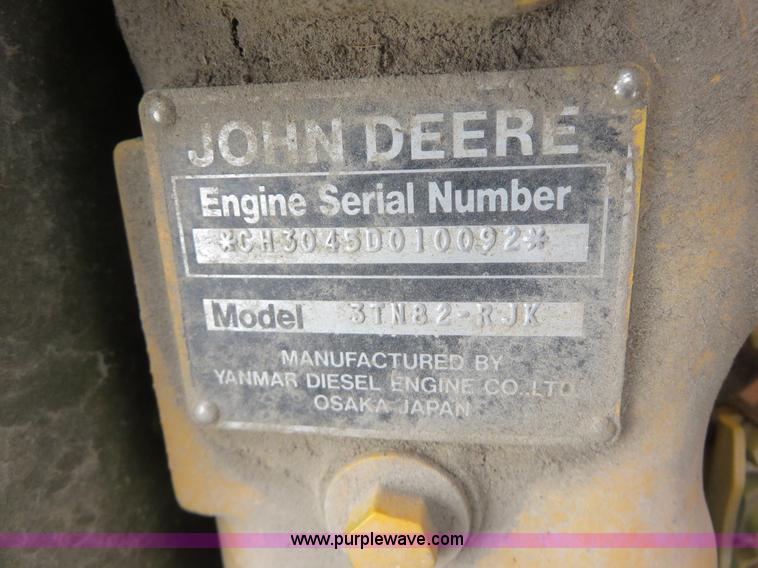 JOHN DEERE
Engine Serial Number
*CH3045D010092*
Model 3TN82-RJK
MANUFACTURED BY
YANMAR DIESEL ENGINE CO.,LTD.
OSAKA JAPAN
www.purplewave.com